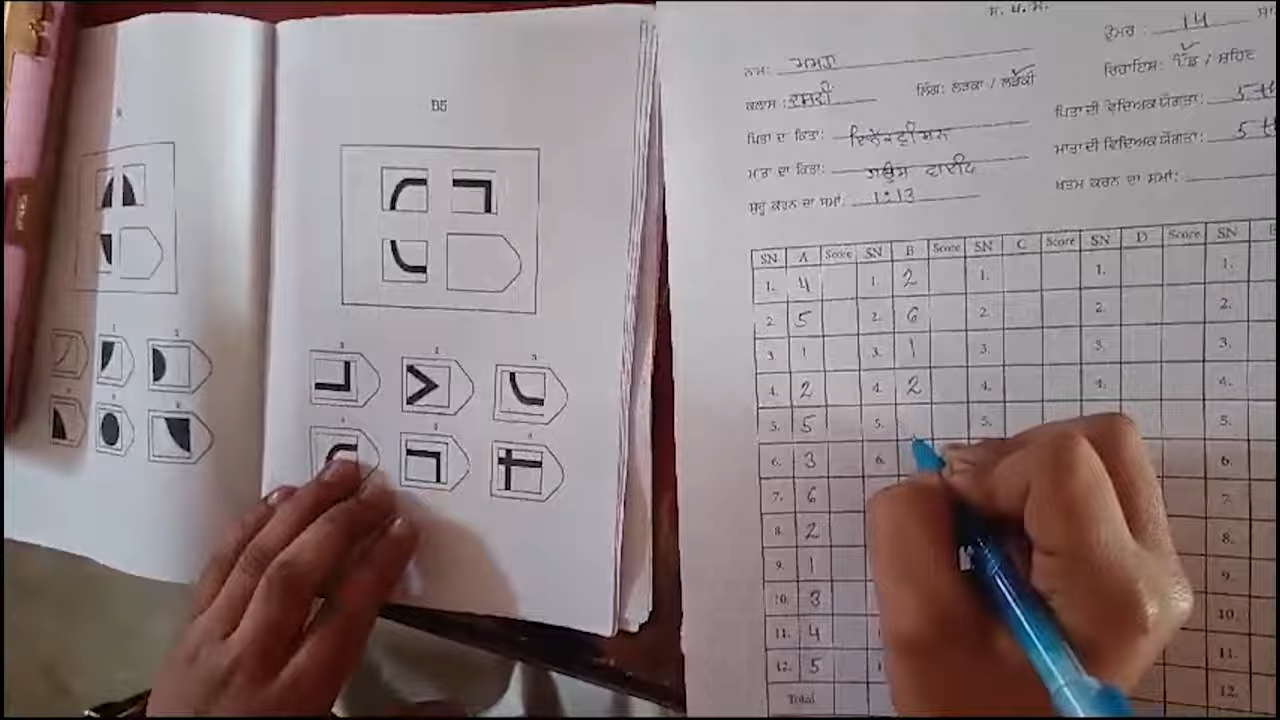 B5
ਸ. ਪ. ਮ.
ਨਾਮ:
ਉਮਰ: 14
ਕਲਾਸ: ਦਸਵੀਂ ਲਿੰਗ: ਲੜਕਾ / ਲੜਕੀ
ਰਿਹਾਇਸ਼: ਪਿੰਡ / ਸ਼ਹਿਰ
ਪਿਤਾ ਦਾ ਕਿੱਤਾ:
ਪਿਤਾ ਦੀ ਵਿਦਿਅਕ ਯੋਗਤਾ: 5
ਮਾਤਾ ਦਾ ਕਿੱਤਾ:
ਮਾਤਾ ਦੀ ਵਿਦਿਅਕ ਯੋਗਤਾ: 5
ਸ਼ੁਰੂ ਕਰਨ ਦਾ ਸਮਾਂ: 1:13
ਖਤਮ ਕਰਨ ਦਾ ਸਮਾਂ:
SN A Score SN B Score SN C Score SN D Score SN
1. 4 1. 2 1. 1. 1.
2. 5 2. 6 2. 2. 2.
3. 1 3. 1 3. 3. 3.
4. 2 4. 2 4. 4. 4.
5. 5 5. 5. 5.
6. 3 6. 6.
7. 6 7.
8. 2 8.
9. 1 9.
10. 3 10.
11. 4 11.
12. 5 12.
Total